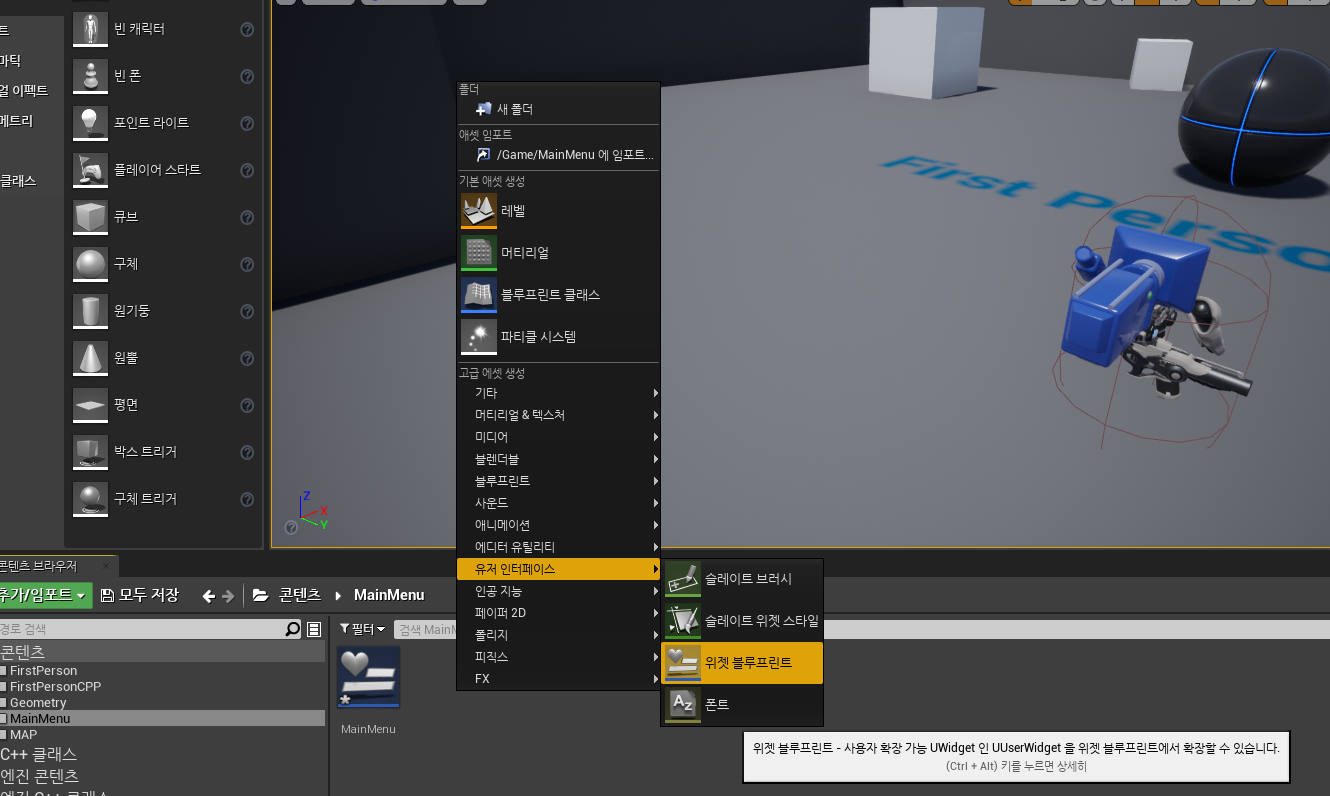 트
빈 캐릭터
마틱
빈 폰
얼 이펙트
포인트 라이트
메트리
플레이어 스타트
클래스
큐브
구체
원기둥
원뿔
평면
박스 트리거
구체 트리거
폴더
새 폴더
애셋 임포트
/Game/MainMenu 에 임포트...
기본 애셋 생성
레벨
머티리얼
블루프린트 클래스
파티클 시스템
고급 에셋 생성
기타
머티리얼 & 텍스처
미디어
블렌더블
블루프린트
사운드
애니메이션
에디터 유틸리티
유저 인터페이스
인공 지능
페이퍼 2D
폴리지
피직스
FX
슬레이트 브러시
슬레이트 위젯 스타일
위젯 블루프린트
폰트
위젯 블루프린트 - 사용자 확장 가능 UWidget 인 UUserWidget 을 위젯 블루프린트에서 확장할 수 있습니다.
(Ctrl + Alt) 키를 누르면 상세히
First Perso
Z
X
Y
콘텐츠 브라우저
추가/임포트
모두 저장
콘텐츠
MainMenu
경로 검색
필터
검색 MainM
콘텐츠
FirstPerson
FirstPersonCPP
Geometry
MainMenu
MAP
C++ 클래스
엔진 콘텐츠
MainMenu